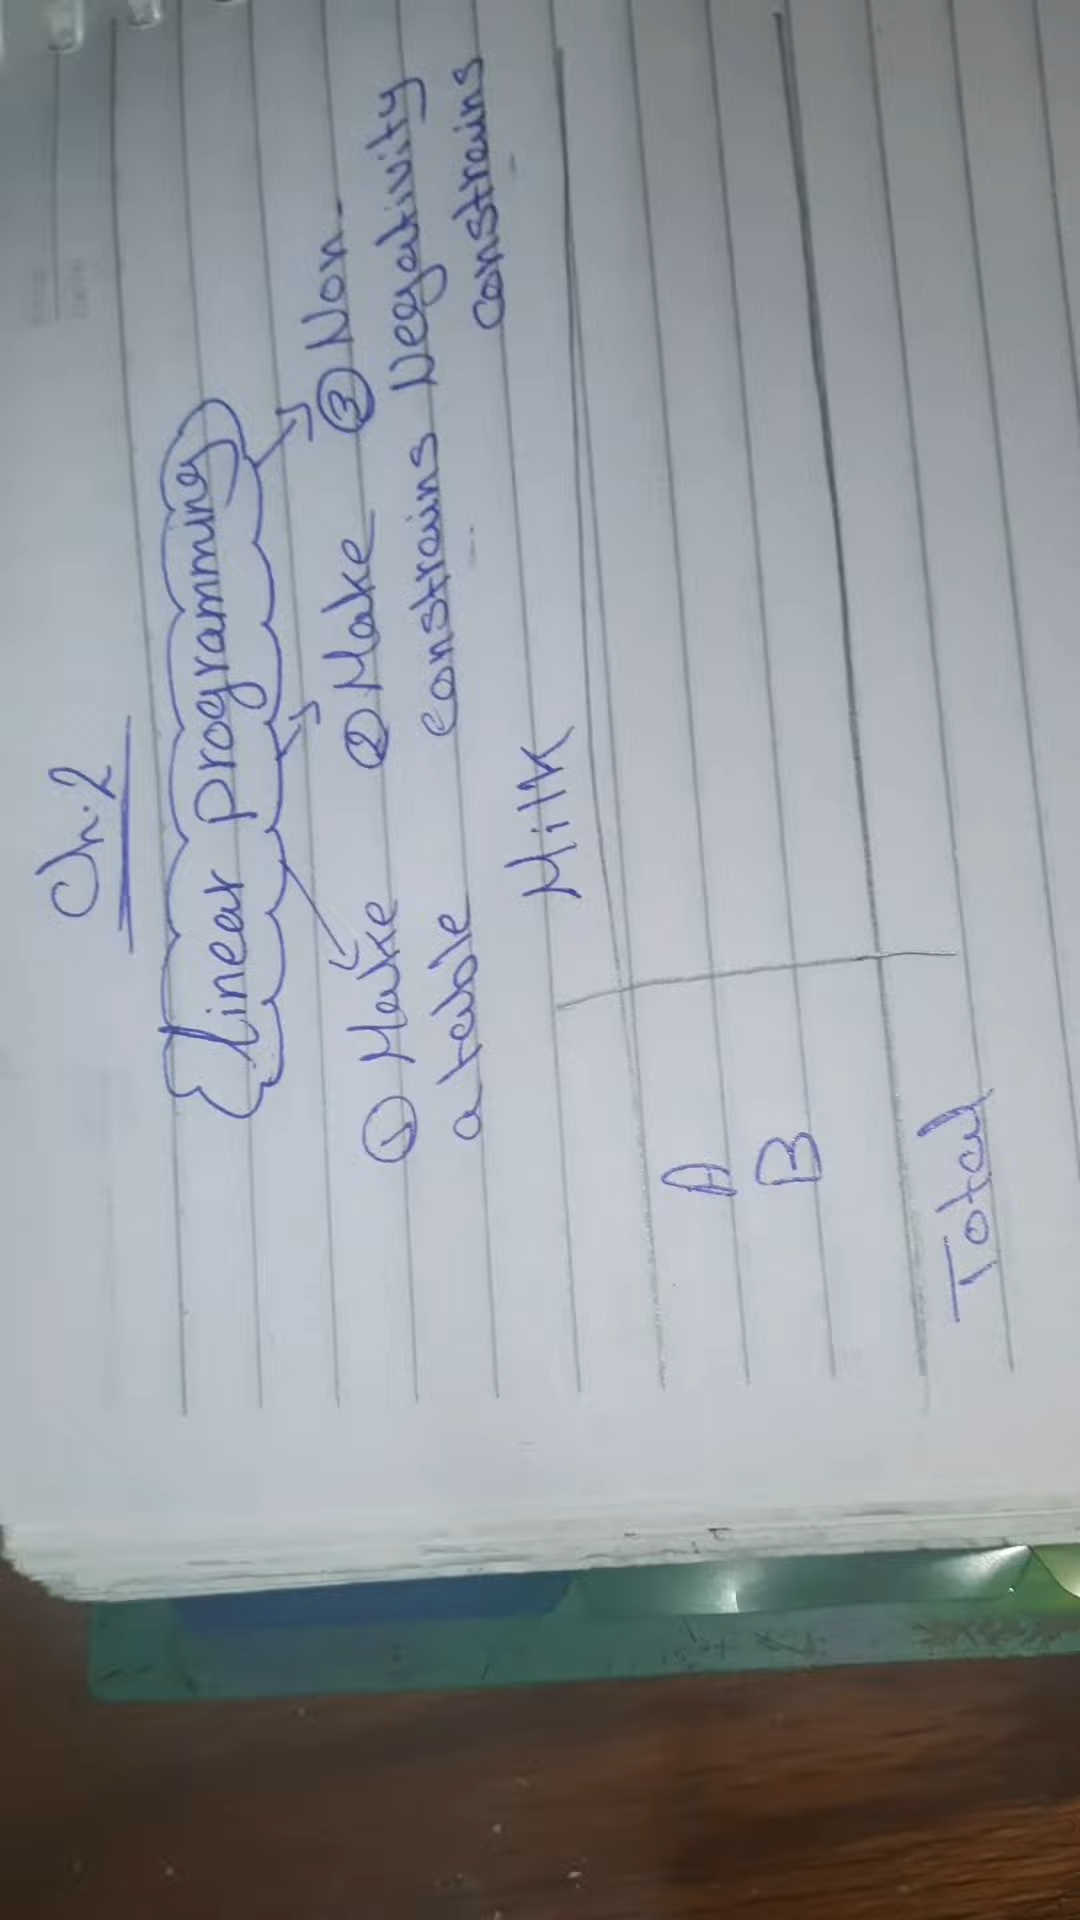 Ch.2
linear programming
① Make ② Make ③ Non-
a table constrains Negativity
constrains
Milk
A
B
Total